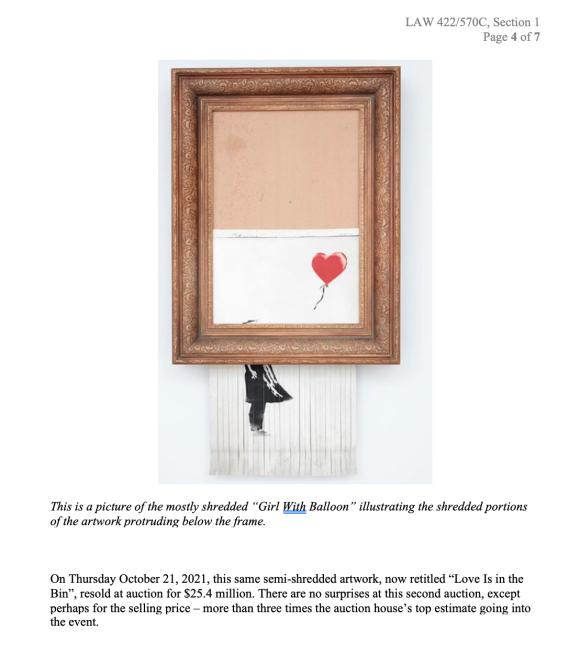 LAW 422/570C, Section 1
Page 4 of 7
This is a picture of the mostly shredded “Girl With Balloon” illustrating the shredded portions
of the artwork protruding below the frame.
On Thursday October 21, 2021, this same semi-shredded artwork, now retitled “Love Is in the
Bin”, resold at auction for $25.4 million. There are no surprises at this second auction, except
perhaps for the selling price – more than three times the auction house’s top estimate going into
the event.